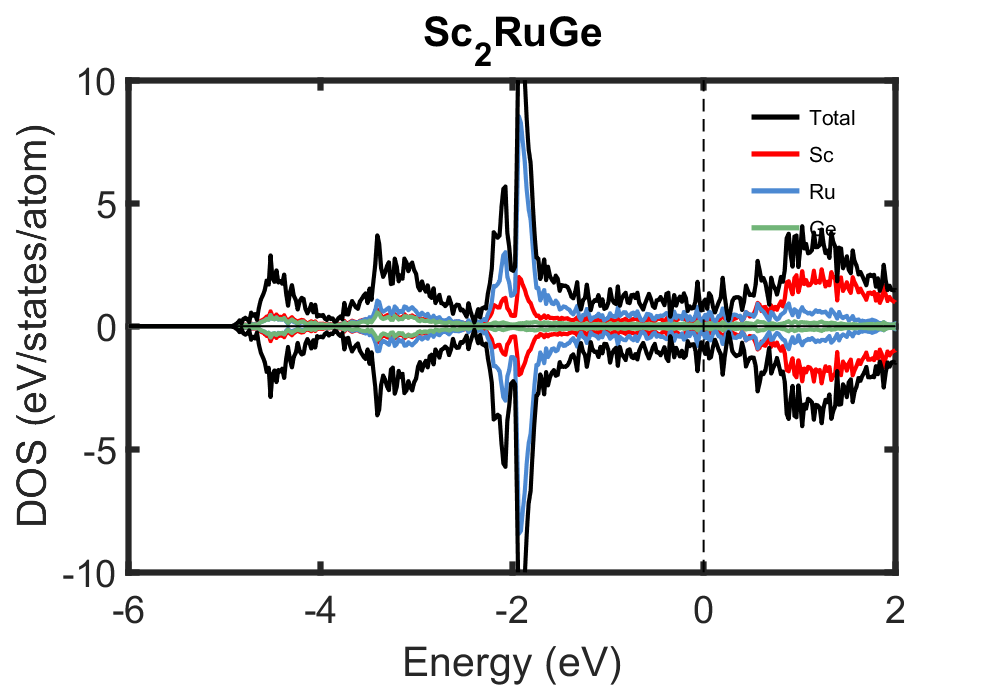 Sc₂RuGe
DOS (eV/states/atom)
10
5
0
-5
-10
Total
Sc
Ru
Ge
-6 -4 -2 0 2
Energy (eV)